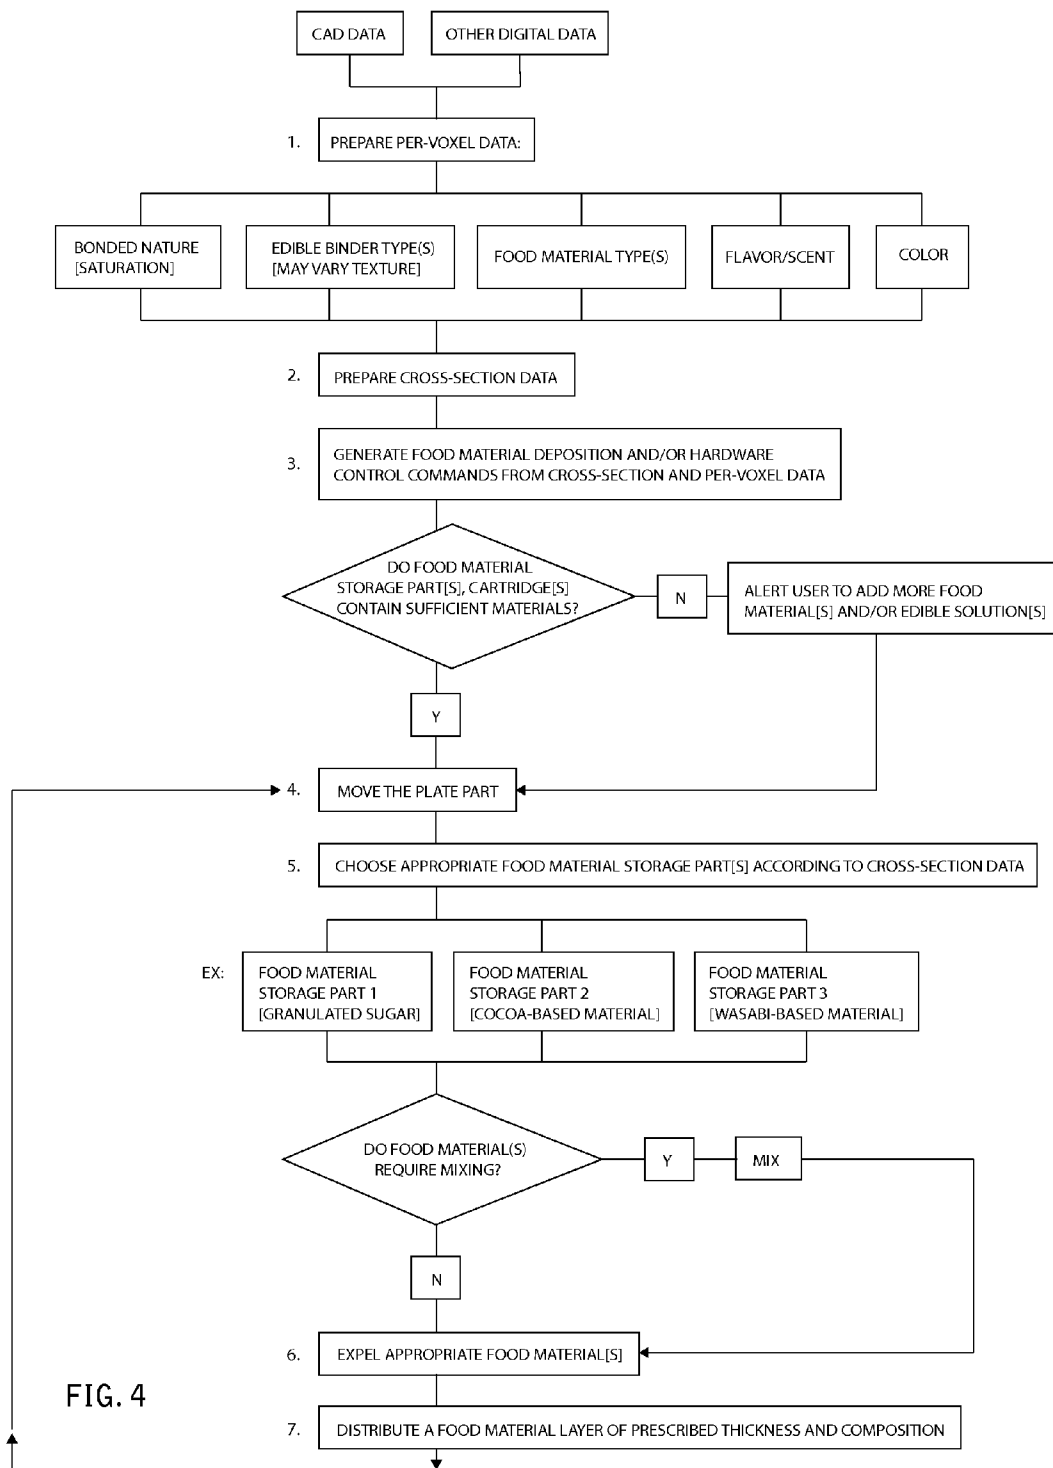 CAD DATA
OTHER DIGITAL DATA
1. PREPARE PER-VOXEL DATA:
BONDED NATURE
[SATURATION]
EDIBLE BINDER TYPE(S)
[MAY VARY TEXTURE]
FOOD MATERIAL TYPE(S)
FLAVOR/SCENT
COLOR
2. PREPARE CROSS-SECTION DATA
3. GENERATE FOOD MATERIAL DEPOSITION AND/OR HARDWARE
CONTROL COMMANDS FROM CROSS-SECTION AND PER-VOXEL DATA
DO FOOD MATERIAL
STORAGE PART[S], CARTRIDGE[S]
CONTAIN SUFFICIENT MATERIALS?
N
ALERT USER TO ADD MORE FOOD
MATERIAL[S] AND/OR EDIBLE SOLUTION[S]
Y
4. MOVE THE PLATE PART
5. CHOOSE APPROPRIATE FOOD MATERIAL STORAGE PART[S] ACCORDING TO CROSS-SECTION DATA
EX:
FOOD MATERIAL
STORAGE PART 1
[GRANULATED SUGAR]
FOOD MATERIAL
STORAGE PART 2
[COCOA-BASED MATERIAL]
FOOD MATERIAL
STORAGE PART 3
[WASABI-BASED MATERIAL]
DO FOOD MATERIAL(S)
REQUIRE MIXING?
Y
MIX
N
6. EXPEL APPROPRIATE FOOD MATERIAL[S]
FIG. 4
7. DISTRIBUTE A FOOD MATERIAL LAYER OF PRESCRIBED THICKNESS AND COMPOSITION